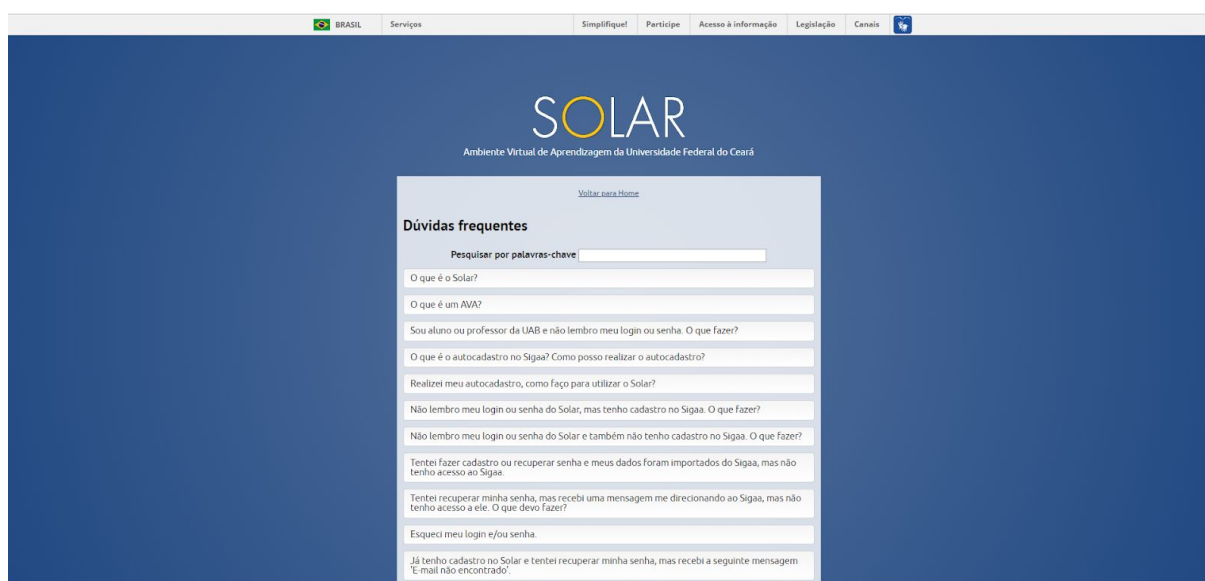 BRASIL Serviços Simplifique! Participe Acesso à informação Legislação Canais
SOLAR
Ambiente Virtual de Aprendizagem da Universidade Federal do Ceará
Voltar para Home
Dúvidas frequentes
Pesquisar por palavras-chave
O que é o Solar?
O que é um AVA?
Sou aluno ou professor da UAB e não lembro meu login ou senha. O que fazer?
O que é o autocadastro no Sigaa? Como posso realizar o autocadastro?
Realizei meu autocadastro, como faço para utilizar o Solar?
Não lembro meu login ou senha do Solar, mas tenho cadastro no Sigaa. O que fazer?
Não lembro meu login ou senha do Solar e também não tenho cadastro no Sigaa. O que fazer?
Tentei fazer cadastro ou recuperar senha e meus dados foram importados do Sigaa, mas não
tenho acesso ao Sigaa.
Tentei recuperar minha senha, mas recebi uma mensagem me direcionando ao Sigaa, mas não
tenho acesso a ele. O que devo fazer?
Esqueci meu login e/ou senha.
Já tenho cadastro no Solar e tentei recuperar minha senha, mas recebi a seguinte mensagem
'E-mail não encontrado'.